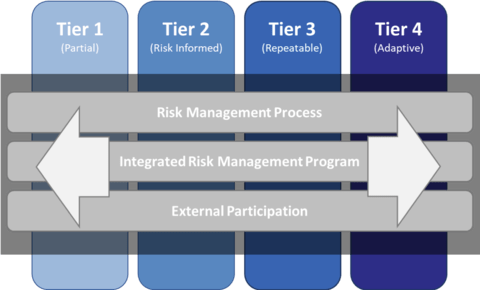 Tier 1
(Partial)
Tier 2
(Risk Informed)
Tier 3
(Repeatable)
Tier 4
(Adaptive)
Risk Management Process
Integrated Risk Management Program
External Participation